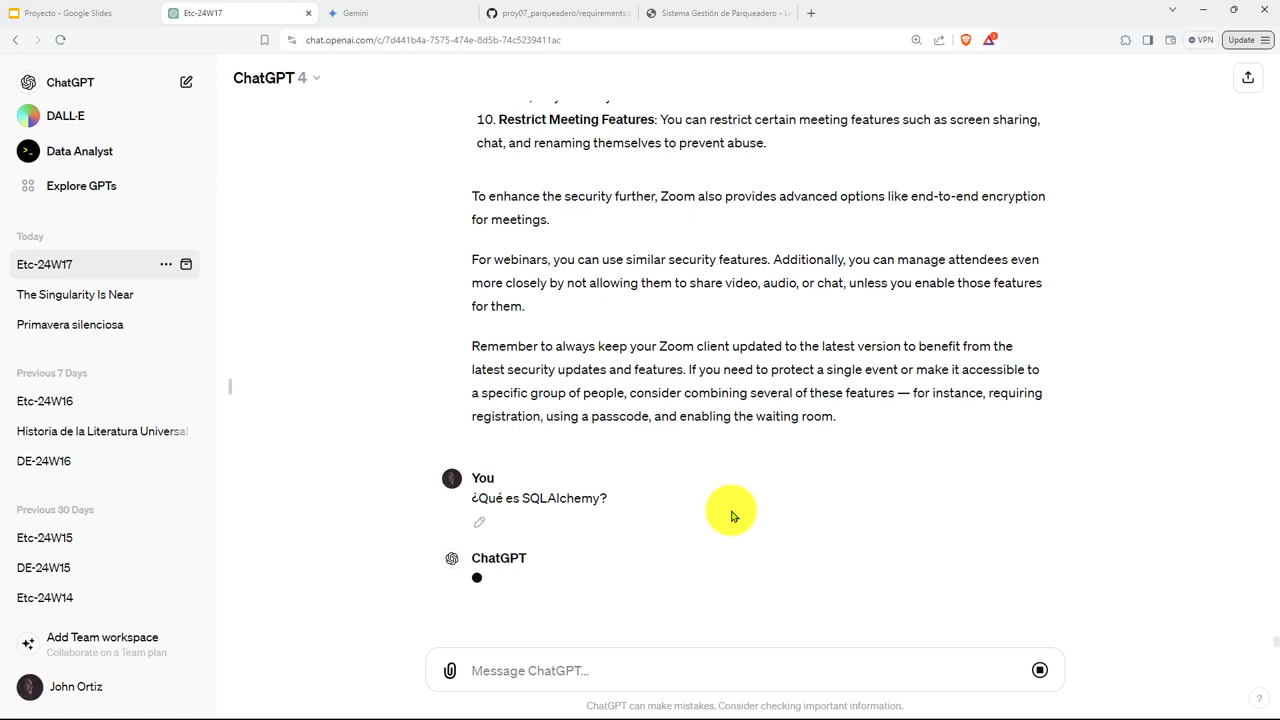 Proyecto - Google Slides
Etc-24W17
Gemini
proy07_parqueadero/requirements.t
Sistema Gestión de Parqueadero - Le
chat.openai.com/c/7d441b4a-7575-474e-8d5b-74c5239411ac
VPN
Update
ChatGPT
DALL·E
Data Analyst
Explore GPTs
Today
Etc-24W17
The Singularity Is Near
Primavera silenciosa
Previous 7 Days
Etc-24W16
Historia de la Literatura Universal
DE-24W16
Previous 30 Days
Etc-24W15
DE-24W15
Etc-24W14
Add Team workspace
Collaborate on a Team plan
John Ortiz
ChatGPT 4
10. Restrict Meeting Features: You can restrict certain meeting features such as screen sharing,
chat, and renaming themselves to prevent abuse.
To enhance the security further, Zoom also provides advanced options like end-to-end encryption
for meetings.
For webinars, you can use similar security features. Additionally, you can manage attendees even
more closely by not allowing them to share video, audio, or chat, unless you enable those features
for them.
Remember to always keep your Zoom client updated to the latest version to benefit from the
latest security updates and features. If you need to protect a single event or make it accessible to
a specific group of people, consider combining several of these features — for instance, requiring
registration, using a passcode, and enabling the waiting room.
You
¿Qué es SQLAlchemy?
ChatGPT
Message ChatGPT...
ChatGPT can make mistakes. Consider checking important information.
?